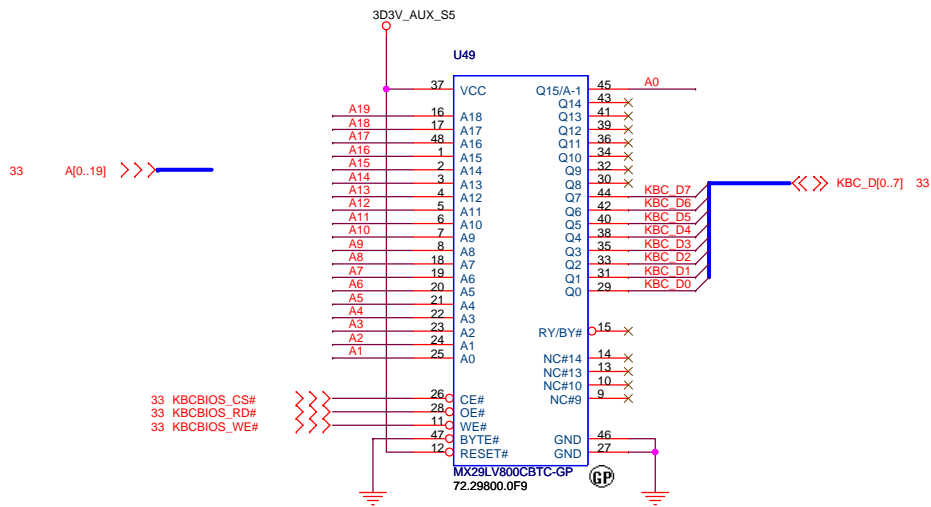 3D3V_AUX_S5
U49
37 VCC Q15/A-1 45 A0
Q14 43
A19 16 A18 Q13 41
A18 17 A17 Q12 39
A17 48 A16 Q11 36
A16 1 A15 Q10 34
A15 2 A14 Q9 32
A14 3 A13 Q8 30
A13 4 A12 Q7 44 KBC_D7
A12 5 A11 Q6 42 KBC_D6
A11 6 A10 Q5 40 KBC_D5
A10 7 A9 Q4 38 KBC_D4
A9 8 A8 Q3 35 KBC_D3
A8 18 A7 Q2 33 KBC_D2
A7 19 A6 Q1 31 KBC_D1
A6 20 A5 Q0 29 KBC_D0
A5 21 A4
A4 22 A3
A3 23 A2 RY/BY# 15
A2 24 A1
A1 25 A0 NC#14 14
NC#13 13
NC#10 10
NC#9 9
33 A[0..19]
KBC_D[0..7] 33
33 KBCBIOS_CS# 26 CE#
33 KBCBIOS_RD# 28 OE#
33 KBCBIOS_WE# 11 WE#
47 BYTE# GND 46
12 RESET# GND 27
MX29LV800CBTC-GP
72.29800.0F9
GP